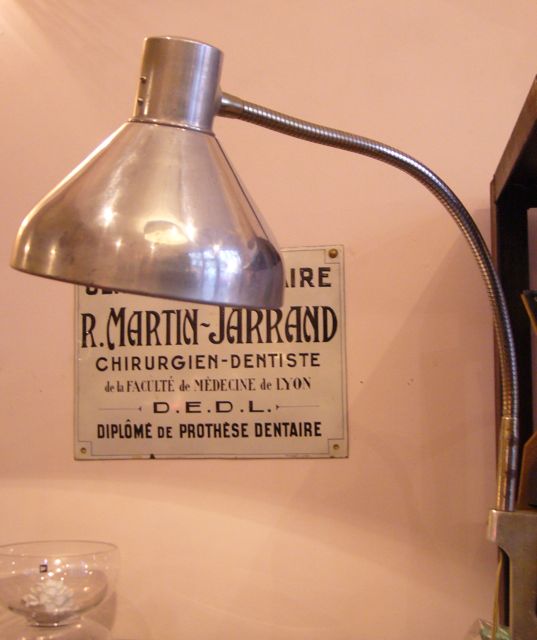 R. MARTIN-JARRAND
CHIRURGIEN-DENTISTE
de la FACULTÉ de MÉDECINE de LYON
D.E.D.L.
DIPLÔMÉ DE PROTHÈSE DENTAIRE